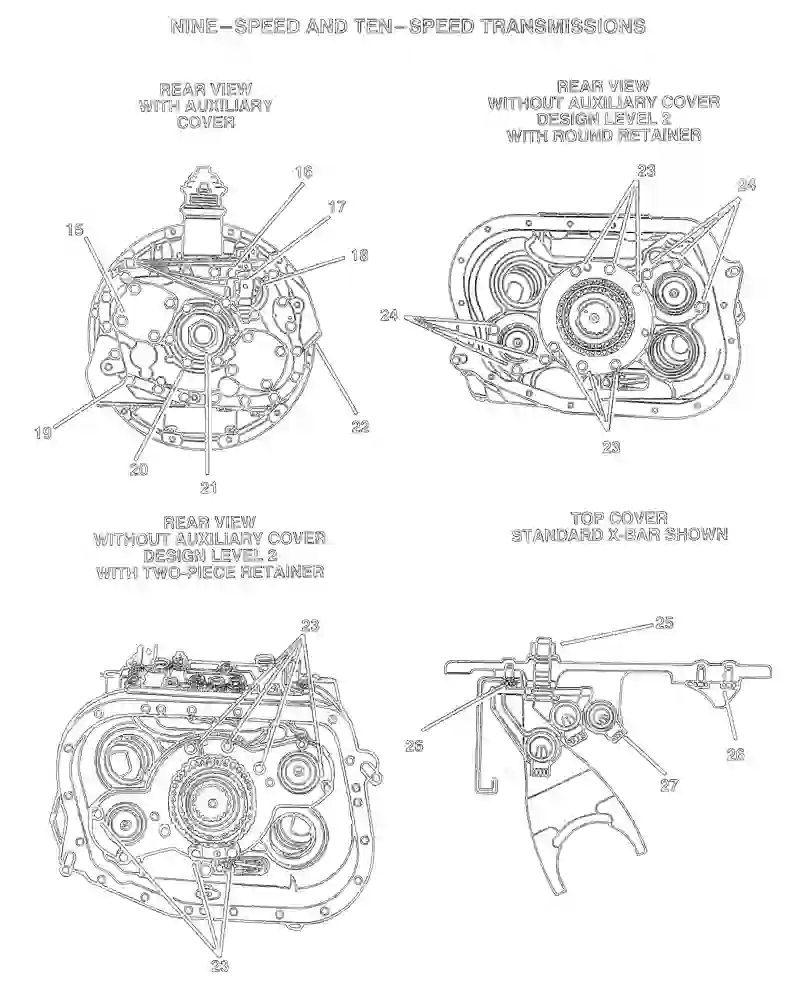 NINE-SPEED AND TEN-SPEED TRANSMISSIONS
REAR VIEW
WITH AUXILIARY
COVER
REAR VIEW
WITHOUT AUXILIARY COVER
DESIGN LEVEL 2
WITH ROUND RETAINER
16
17
15
18
19
20
21
22
23
24
24
23
REAR VIEW
WITHOUT AUXILIARY COVER
DESIGN LEVEL 2
WITH TWO-PIECE RETAINER
TOP COVER
STANDARD X-BAR SHOWN
23
23
25
26
26
27